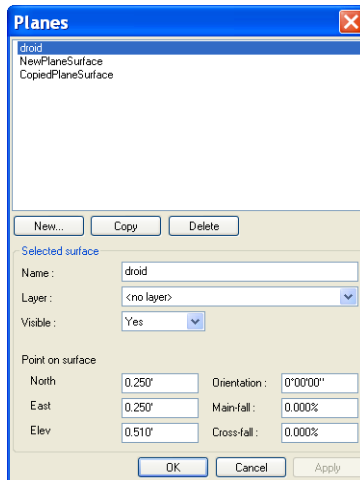 Planes
droid
NewPlaneSurface
CopiedPlaneSurface
New... Copy Delete
Selected surface
Name : droid
Layer : <no layer>
Visible : Yes
Point on surface
North 0.250' Orientation : 0°00'00"
East 0.250' Main-fall : 0.000%
Elev 0.510' Cross-fall : 0.000%
OK Cancel Apply